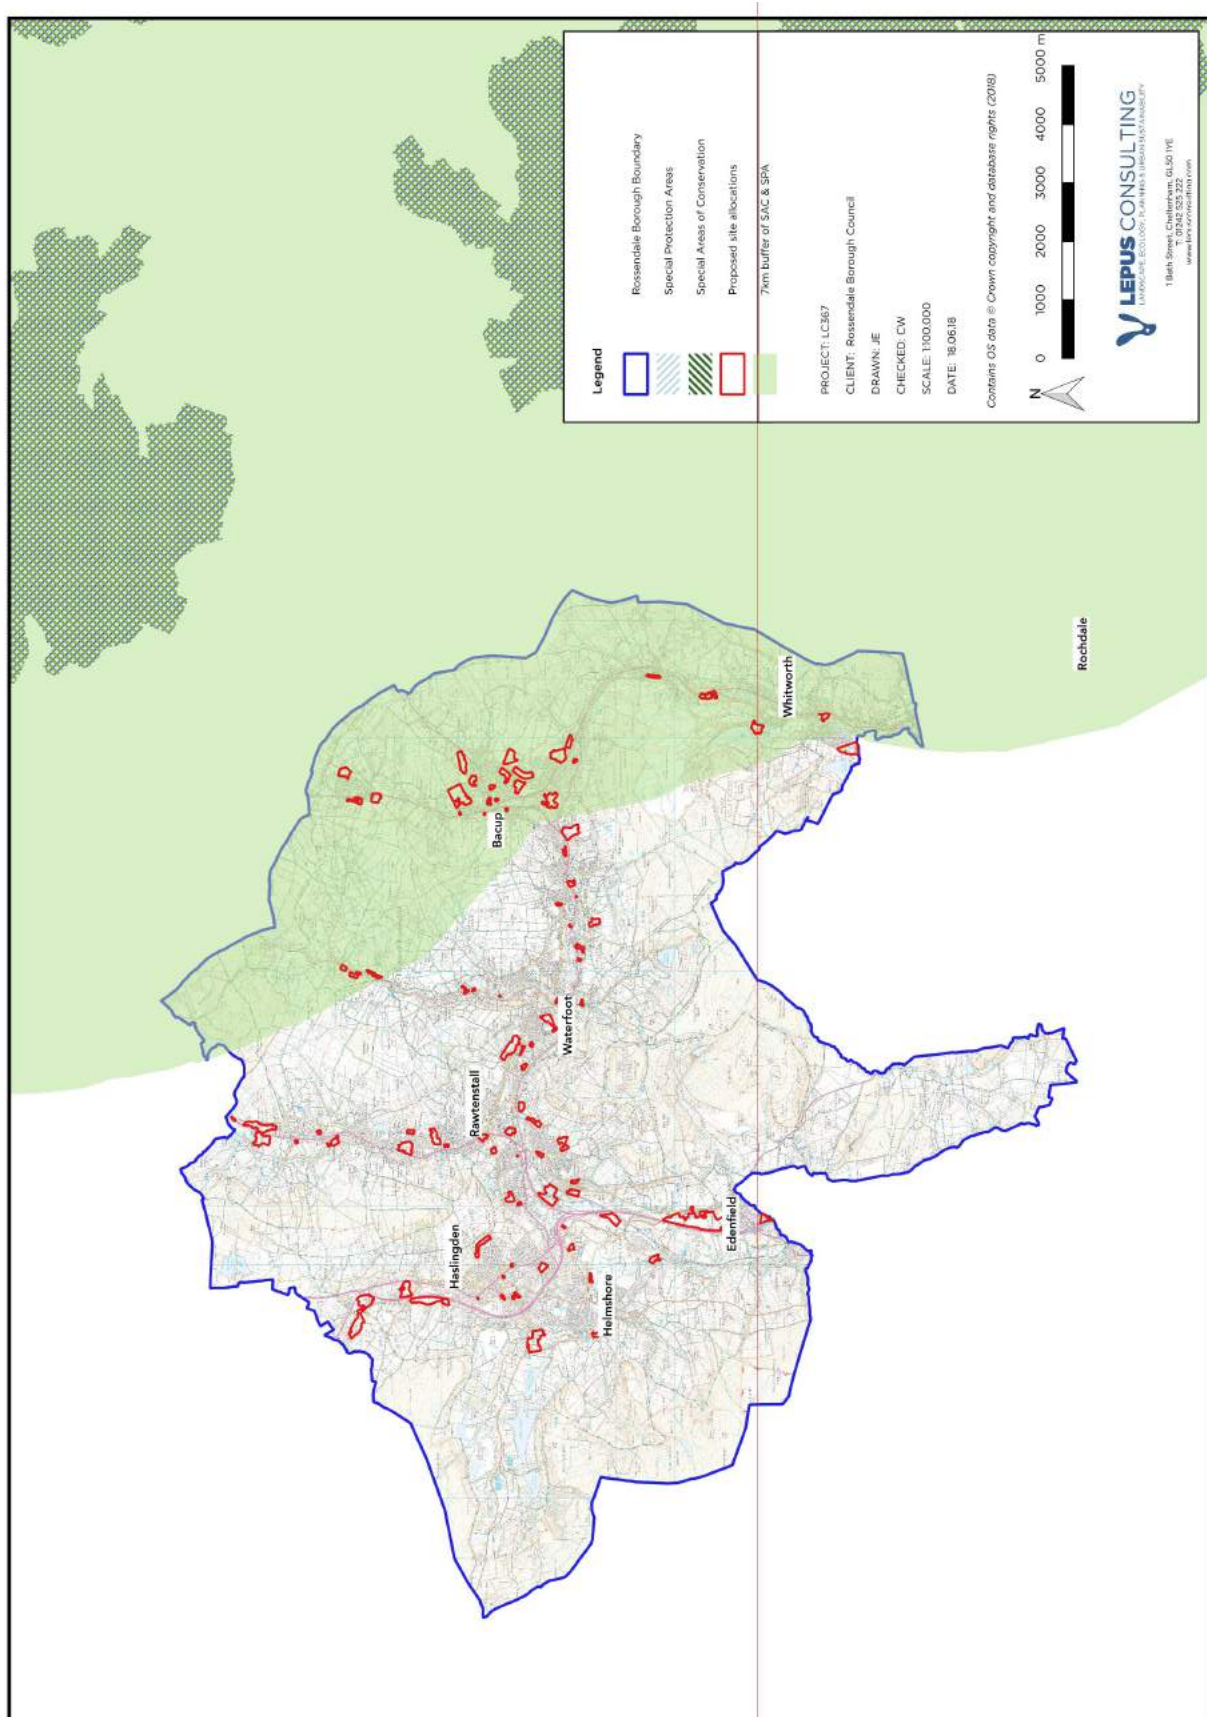 Legend
Rossendale Borough Boundary
Special Protection Areas
Special Areas of Conservation
Proposed site allocations
7km buffer of SAC & SPA
PROJECT: LC367
CLIENT: Rossendale Borough Council
DRAWN: JE
CHECKED: CW
SCALE: 1:100,000
DATE: 18.06.18
Contains OS data © Crown copyright and database rights (2018)
N
0 1000 2000 3000 4000 5000 m
LEPUS CONSULTING
LANDSCAPE, ECOLOGY, PLANNING & URBAN SUSTAINABILITY
1 Bath Street, Cheltenham, GL50 1YE
T: 01242 525 222
www.lepusconsulting.com
Haslingden
Rawtenstall
Bacup
Waterfoot
Helmshore
Edenfield
Whitworth
Rochdale